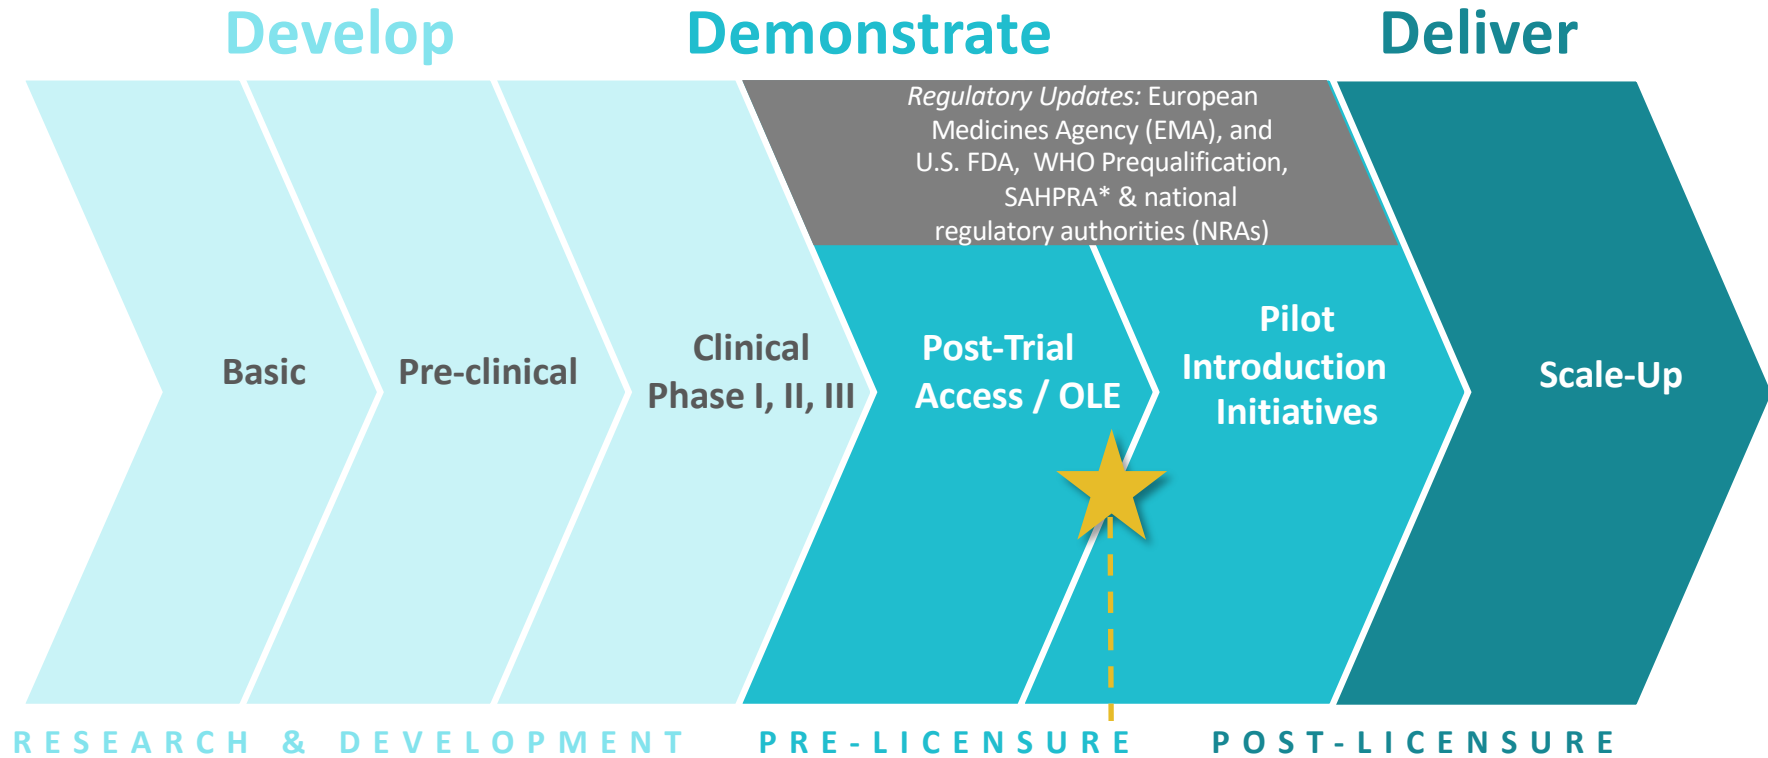 Develop
Demonstrate
Deliver
Regulatory Updates: European
Medicines Agency (EMA), and
U.S. FDA, WHO Prequalification,
SAHPRA* & national
regulatory authorities (NRAs)
Basic
Pre-clinical
Clinical
Phase I, II, III
Post-Trial
Access / OLE
Pilot
Introduction
Initiatives
Scale-Up
RESEARCH & DEVELOPMENT
PRE-LICENSURE
POST-LICENSURE